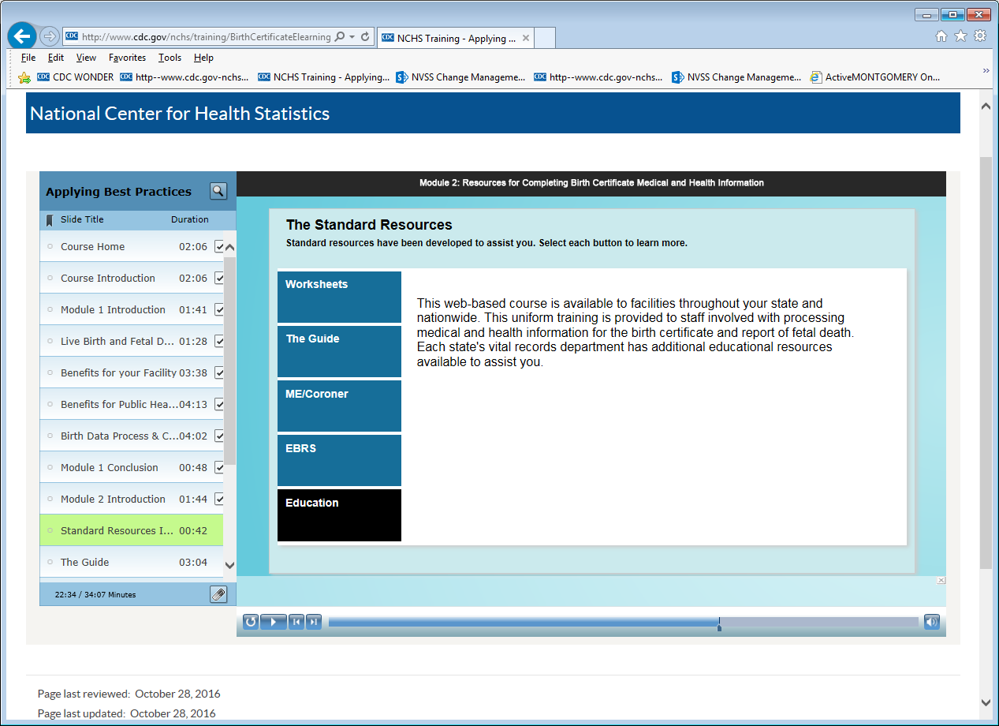 CDC http://www.cdc.gov/nchs/training/BirthCertificateElearning
CDC NCHS Training - Applying ...
File Edit View Favorites Tools Help
CDC CDC WONDER CDC http--www.cdc.gov-nchs... CDC NCHS Training - Applying... S NVSS Change Manageme... CDC http--www.cdc.gov-nchs... S NVSS Change Manageme... ActiveMONTGOMERY On... »
National Center for Health Statistics
Applying Best Practices
Slide Title Duration
Course Home 02:06
Course Introduction 02:06
Module 1 Introduction 01:41
Live Birth and Fetal D... 01:28
Benefits for your Facility 03:38
Benefits for Public Hea... 04:13
Birth Data Process & C... 04:02
Module 1 Conclusion 00:48
Module 2 Introduction 01:44
Standard Resources I... 00:42
The Guide 03:04
22:34 / 34:07 Minutes
Module 2: Resources for Completing Birth Certificate Medical and Health Information
The Standard Resources
Standard resources have been developed to assist you. Select each button to learn more.
Worksheets
The Guide
ME/Coroner
EBRS
Education
This web-based course is available to facilities throughout your state and
nationwide. This uniform training is provided to staff involved with processing
medical and health information for the birth certificate and report of fetal death.
Each state's vital records department has additional educational resources
available to assist you.
Page last reviewed: October 28, 2016
Page last updated: October 28, 2016